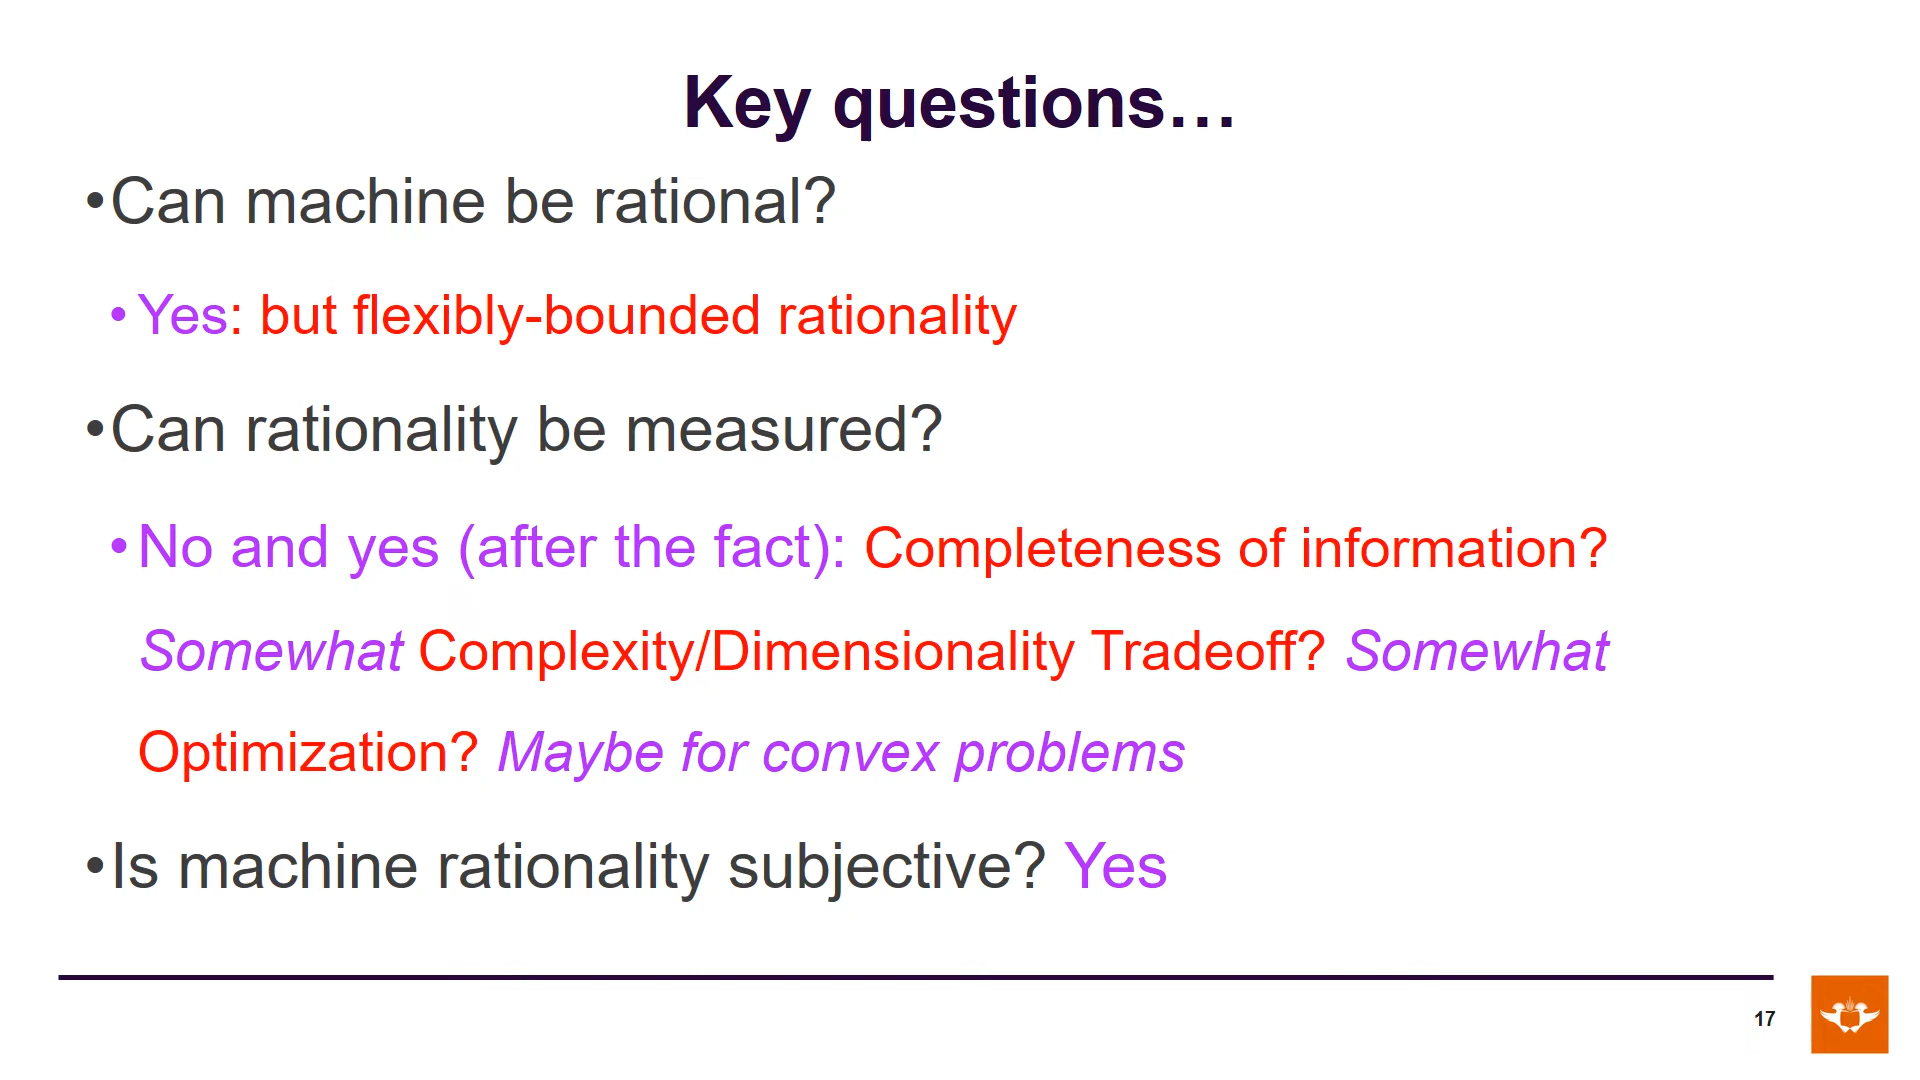 Key questions…
•Can machine be rational?
• Yes: but flexibly-bounded rationality
•Can rationality be measured?
• No and yes (after the fact): Completeness of information?
Somewhat Complexity/Dimensionality Tradeoff? Somewhat
Optimization? Maybe for convex problems
•Is machine rationality subjective? Yes
17